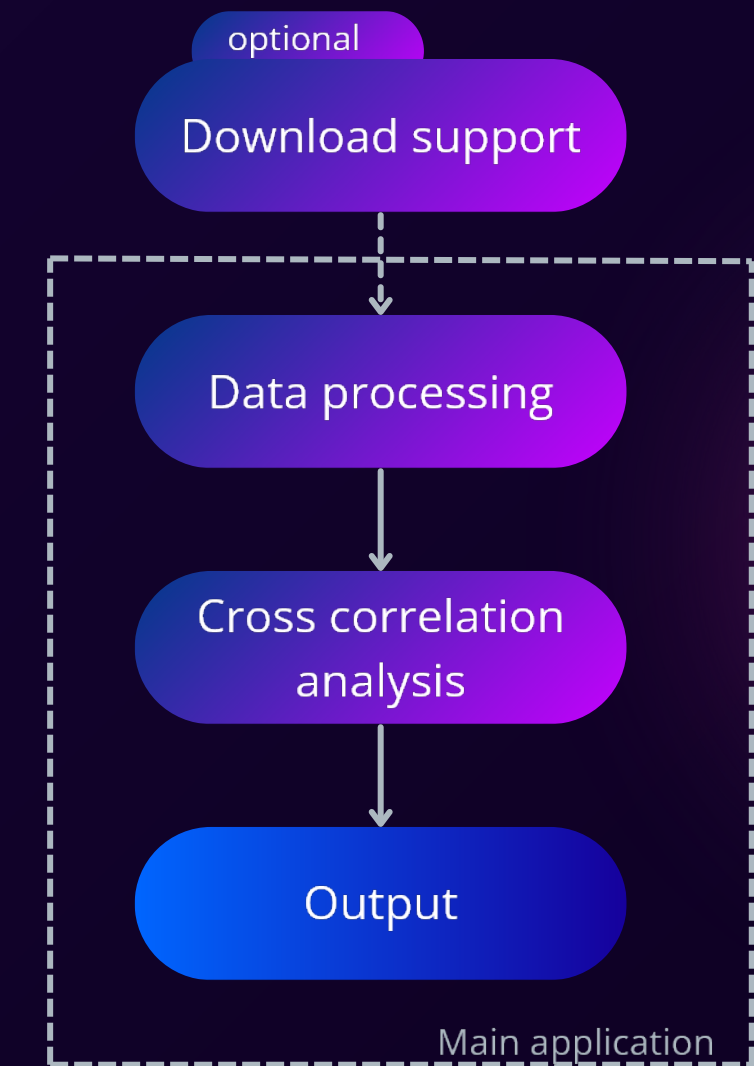 optional
Download support
Data processing
Cross correlation
analysis
Output
Main application